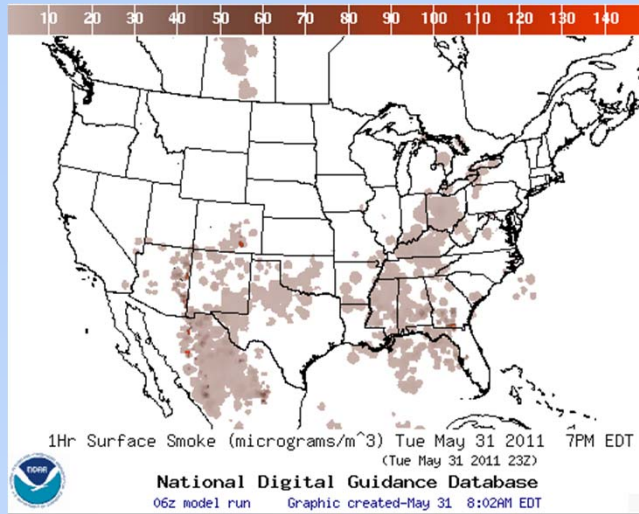 10 20 30 40 50 60 70 80 90 100 110 120 130 140
1Hr Surface Smoke (micrograms/m^3) Tue May 31 2011 7PM EDT
(Tue May 31 2011 23Z)
NOAA
National Digital Guidance Database
06z model run Graphic created-May 31 8:02AM EDT